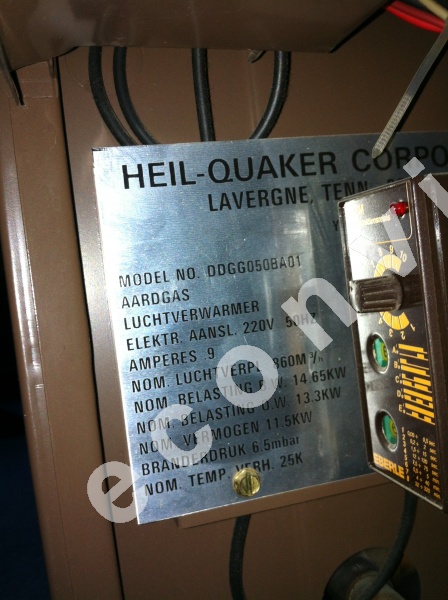 HEIL-QUAKER CORPO
LAVERGNE, TENN.
MODEL NO. DDGG050BA01
AARDGAS
LUCHTVERWARMER
ELEKTR. AANSL. 220V 50HZ
AMPERES 9
NOM. LUCHTVERPL. 860M³/h
NOM. BELASTING B.W. 14.65KW
NOM. BELASTING O.W. 13.3KW
NOM. VERMOGEN 11.5KW
BRANDERDRUK 6.5mbar
NOM. TEMP. VERH. 25K
EBERLE
econvi